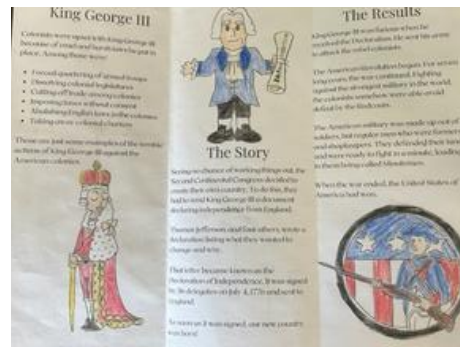 King George III
Colonists were upset with King George III
because of cruel and harsh laws he put in
place. Among those were:
Forced quartering of armed troops
Dissolving colonial legislatures
Cutting off trade among colonies
Imposing taxes without consent
Abolishing English laws in the colonies
Taking away colonial charters
These are just some examples of the terrible
actions of King George III against the
American colonies.
The Story
Seeing no chance of working things out, the
Second Continental Congress decided to
create their own country. To do this, they
had to send King George III a document
declaring independence from England.
Thomas Jefferson, and four others, wrote a
declaration listing what they wanted to
change and why.
That letter became known as the
Declaration of Independence. It was signed
by 56 delegates on July 4, 1776 and sent to
England.
As soon as it was signed, our new country
was born!
The Results
King George III was furious when he
received the Declaration. He sent his army
to attack the rebel colonists.
The American Revolution began. For seven
long years, the war continued. Fighting
against the strongest military in the world,
the colonists somehow were able avoid
defeat by the Redcoats.
The American military was made up of
soldiers, but regular men who were farmers
and shopkeepers. They defended their land
and were ready to fight in a minute, leading
to them being called Minutemen.
When the war ended, the United States of
America had won.